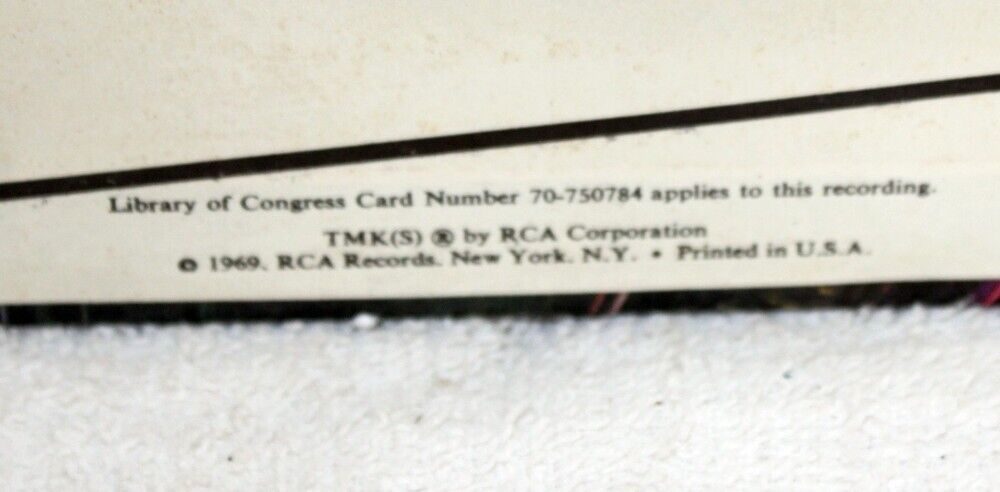 Library of Congress Card Number 70-750784 applies to this recording.
TMK(S) ® by RCA Corporation
© 1969, RCA Records, New York, N.Y. • Printed in U.S.A.